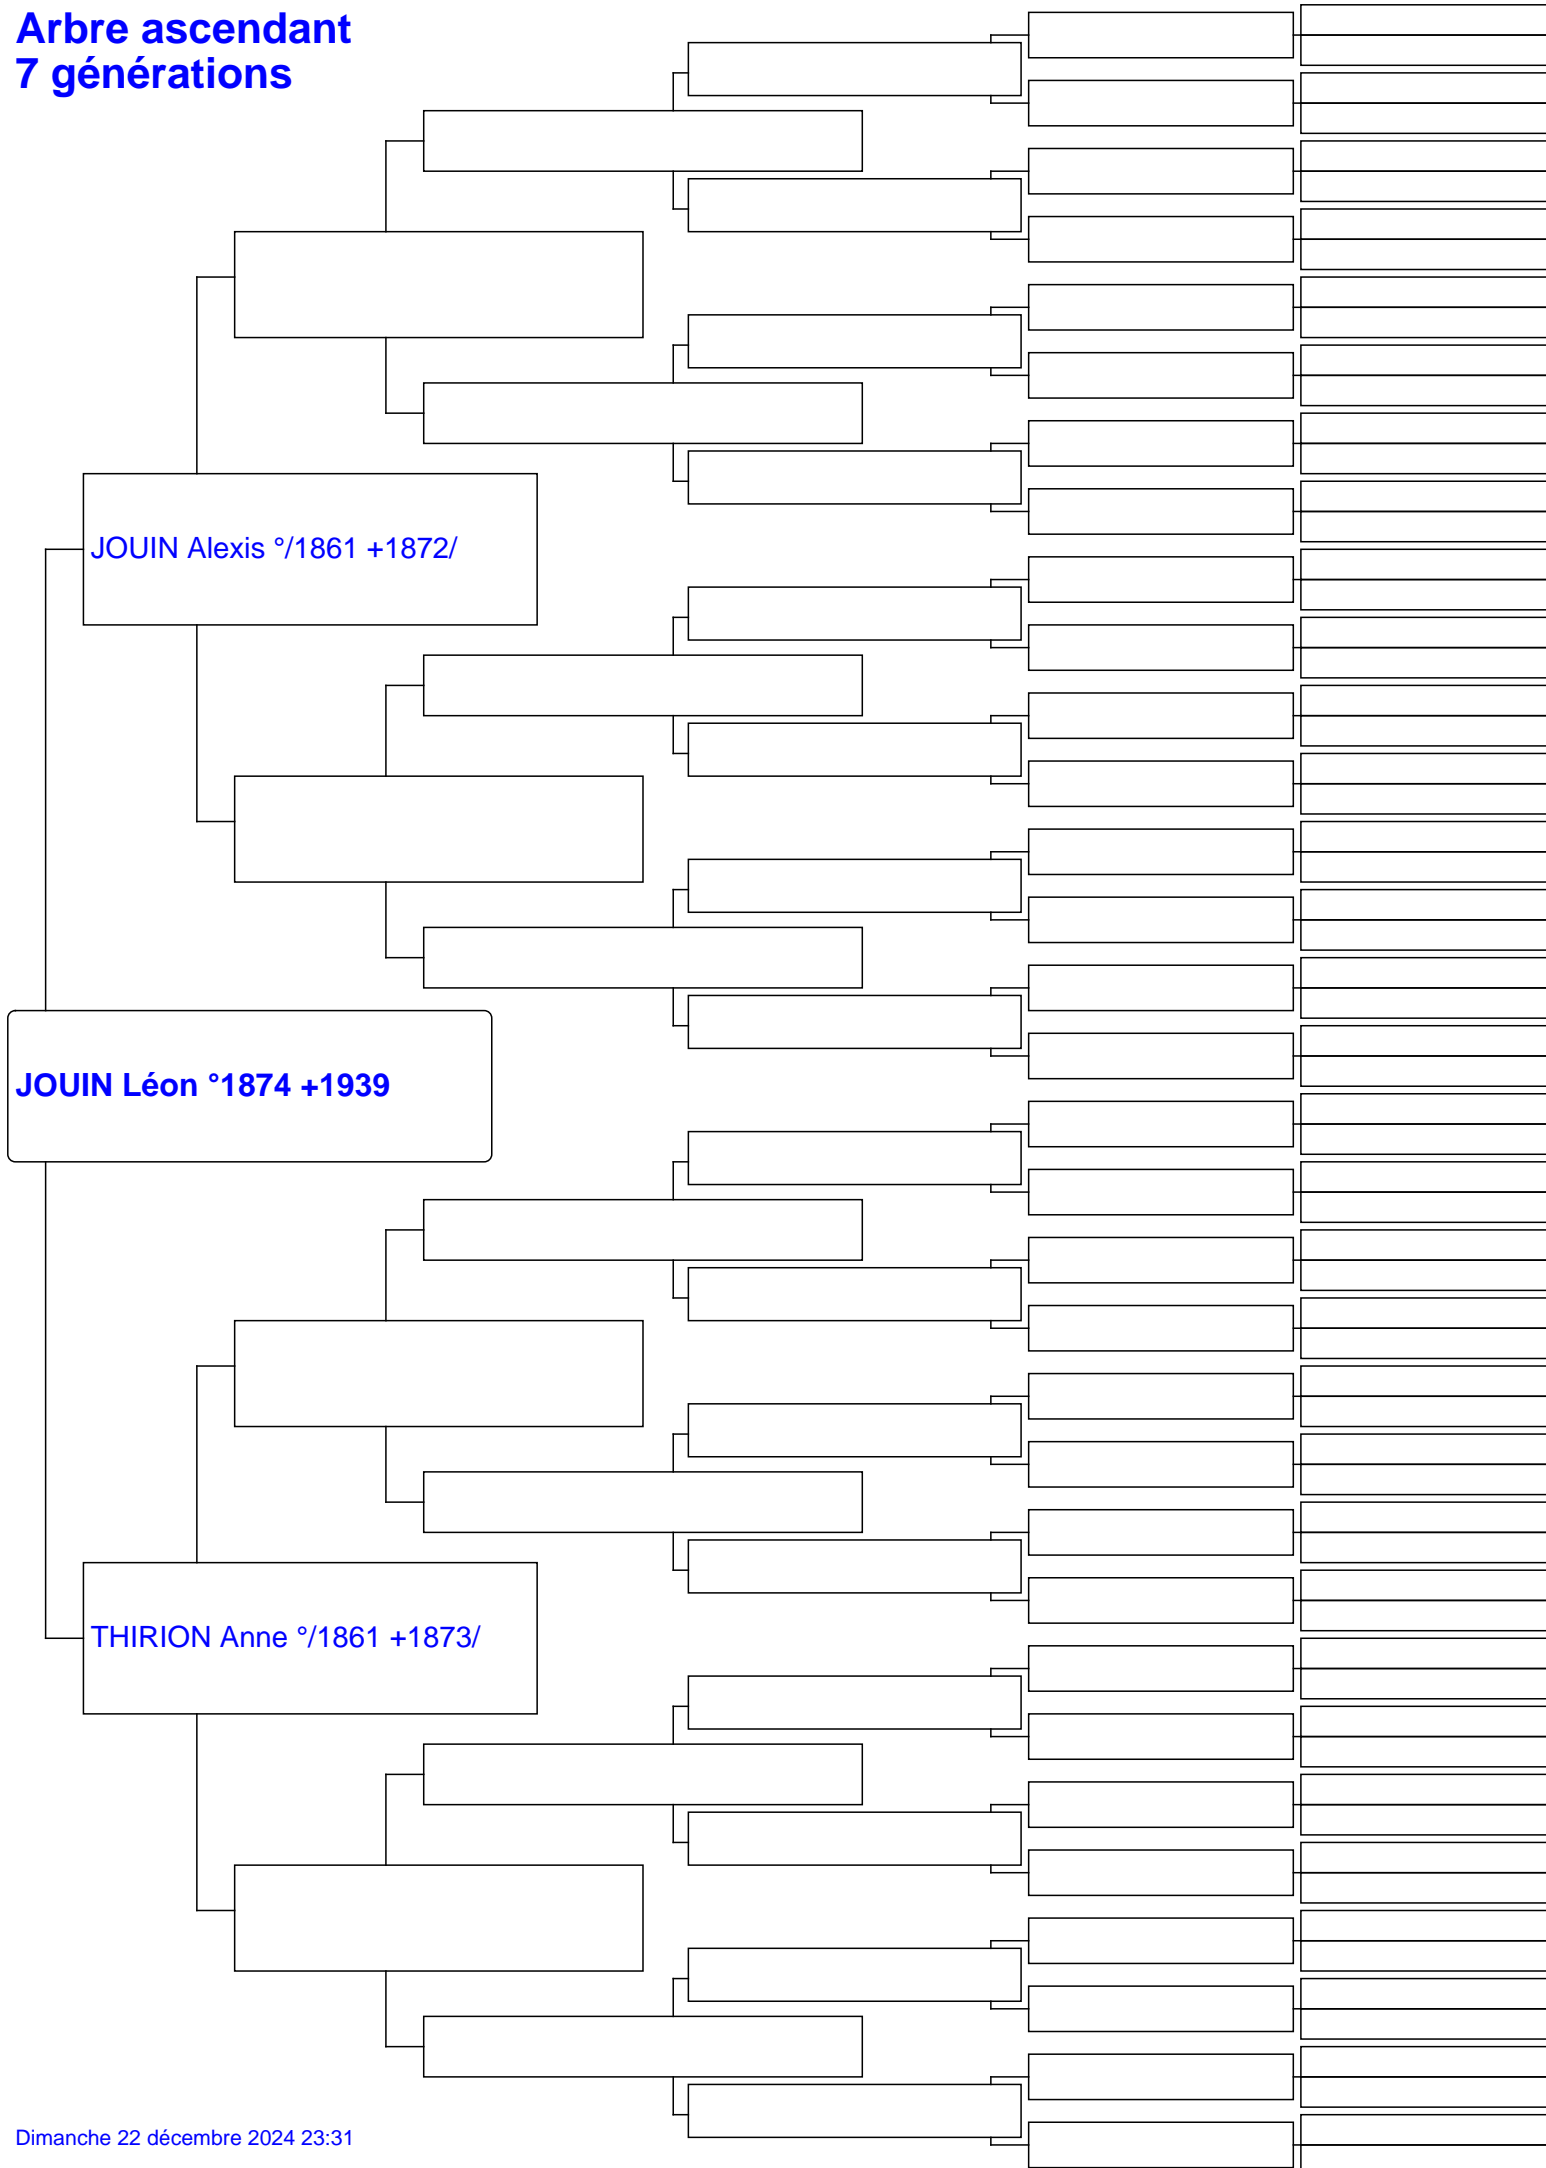 Arbre ascendant
7 générations
JOUIN Alexis °/1861 +1872/
JOUIN Léon °1874 +1939
THIRION Anne °/1861 +1873/
Dimanche 22 décembre 2024 23:31